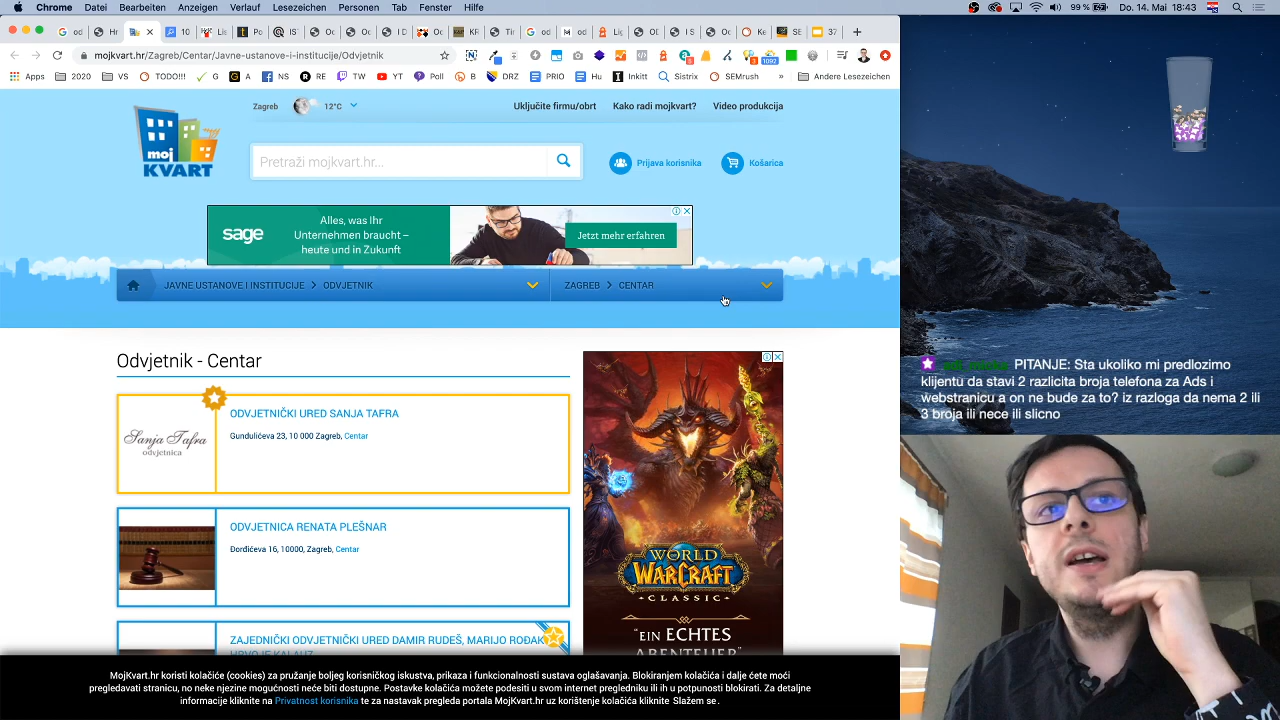 Chrome Datei Bearbeiten Anzeigen Verlauf Lesezeichen Personen Tab Fenster Hilfe
99 % Do. 14. Mai 18:43
mojkvart.hr/Zagreb/Centar/Javne-ustanove-i-institucije/Odvjetnik
Apps 2020 VS TODO!!! G A NS RE TW YT Poll B DRZ PRIO Hu Inkitt Sistrix SEMrush » Andere Lesezeichen
Zagreb 12°C Uključite firmu/obrt Kako radi mojkvart? Video produkcija
moj
KVART
Pretraži mojkvart.hr...
Prijava korisnika Košarica
sage
Alles, was Ihr
Unternehmen braucht –
heute und in Zukunft
Jetzt mehr erfahren
JAVNE USTANOVE I INSTITUCIJE > ODVJETNIK ZAGREB > CENTAR
Odvjetnik - Centar
Sanja Tafra
odvjetnica
ODVJETNIČKI URED SANJA TAFRA
Gundulićeva 23, 10 000 Zagreb, Centar
ODVJETNICA RENATA PLEŠNAR
Đorđićeva 16, 10000, Zagreb, Centar
ZAJEDNIČKI ODVJETNIČKI URED DAMIR RUDEŠ, MARIJO ROĐAK
HRVOJE KALAUZ
WORLD
WARCRAFT
CLASSIC
"EIN ECHTES
ABENTEUER"
MojKvart.hr koristi kolačiće (cookies) za pružanje boljeg korisničkog iskustva, prikaza i funkcionalnosti sustava oglašavanja. Blokiranjem kolačića i dalje ćete moći
pregledavati stranicu, no neke njezine mogućnosti neće biti dostupne. Postavke kolačića možete podesiti u svom internet pregledniku ili ih u potpunosti blokirati. Za detaljne
informacije kliknite na Privatnost korisnika te za nastavak pregleda portala MojKvart.hr uz korištenje kolačića kliknite Slažem se.
PITANJE: Sta ukoliko mi predlozimo
klijentu da stavi 2 razlicita broja telefona za Ads i
webstranicu a on ne bude za to? iz razloga da nema 2 ili
3 broja ili nece ili slicno